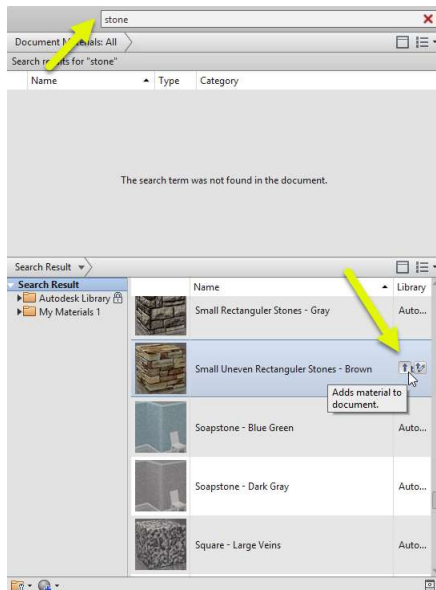 stone
Document Materials: All
Search results for "stone"
Name Type Category
The search term was not found in the document.
Search Result
Search Result Name Library
Autodesk Library
My Materials 1
Small Rectanguler Stones - Gray Auto...
Small Uneven Rectanguler Stones - Brown
Adds material to
document.
Soapstone - Blue Green Auto...
Soapstone - Dark Gray Auto...
Square - Large Veins Auto...